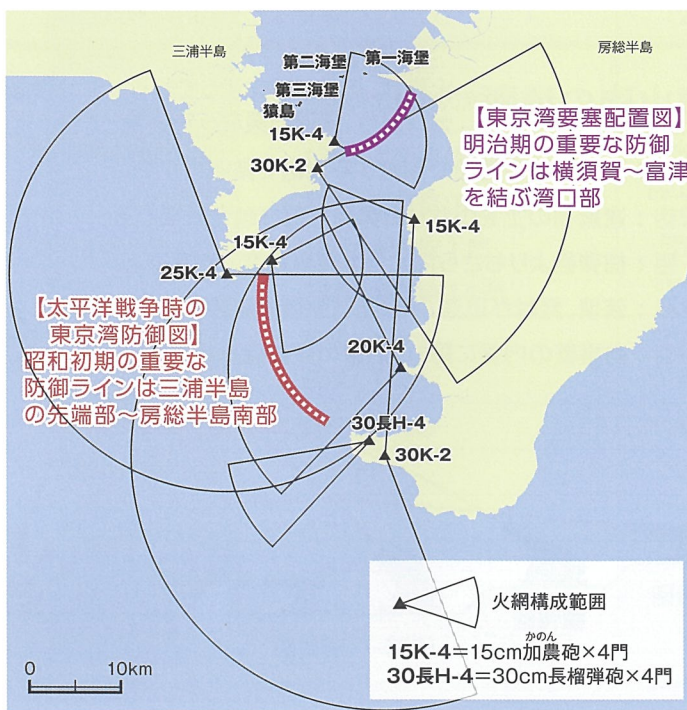 三浦半島
房総半島
第二海堡
第一海堡
第三海堡
猿島
15K-4
30K-2
【東京湾要塞配置図】
明治期の重要な防御
ラインは横須賀〜富津
を結ぶ湾口部
15K-4
15K-4
25K-4
【太平洋戦争時の
東京湾防御図】
昭和初期の重要な
防御ラインは三浦半島
の先端部〜房総半島南部
20K-4
30長H-4
30K-2
火網構成範囲
かのん
15K-4=15cm加農砲×4門
30長H-4=30cm長榴弾砲×4門
0 10km